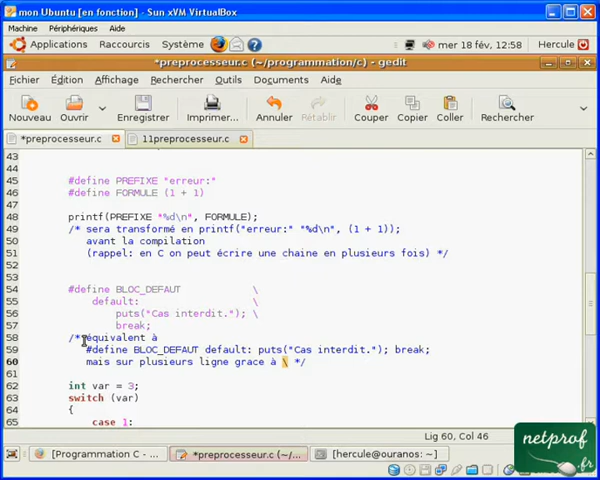 mon Ubuntu [en fonction] - Sun xVM VirtualBox
Machine Périphériques Aide
Applications Raccourcis Système mer 18 fév, 12:58 Hercule
*preprocesseur.c (~/programmation/c) - gedit
Fichier Édition Affichage Rechercher Outils Documents Aide
Nouveau Ouvrir Enregistrer Imprimer... Annuler Rétablir Couper Copier Coller Rechercher
*preprocesseur.c 11preprocesseur.c
43
44
45 #define PREFIXE "erreur:"
46 #define FORMULE (1 + 1)
47
48 printf(PREFIXE "%d\n", FORMULE);
49 /* sera transformé en printf("erreur:" "%d\n", (1 + 1));
50 avant la compilation
51 (rappel: en C on peut écrire une chaine en plusieurs fois) */
52
53
54 #define BLOC_DEFAUT \
55 default: \
56 puts("Cas interdit."); \
57 break;
58 /* équivalent à
59 #define BLOC_DEFAUT default: puts("Cas interdit."); break;
60 mais sur plusieurs ligne grace à \ */
61
62 int var = 3;
63 switch (var)
64 {
65 case 1:
Lig 60, Col 46
[Programmation C - ... *preprocesseur.c (~/... [hercule@ouranos: ~]
netprof
.fr